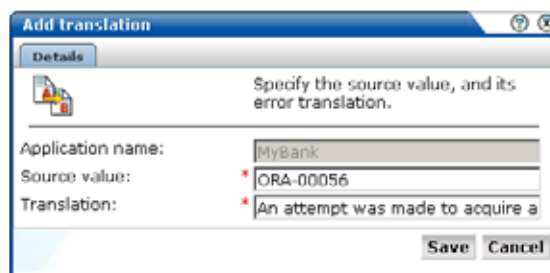 Add translation
Details
Specify the source value, and its
error translation.
Application name: MyBank
Source value: * ORA-00056
Translation: * An attempt was made to acquire a
Save Cancel